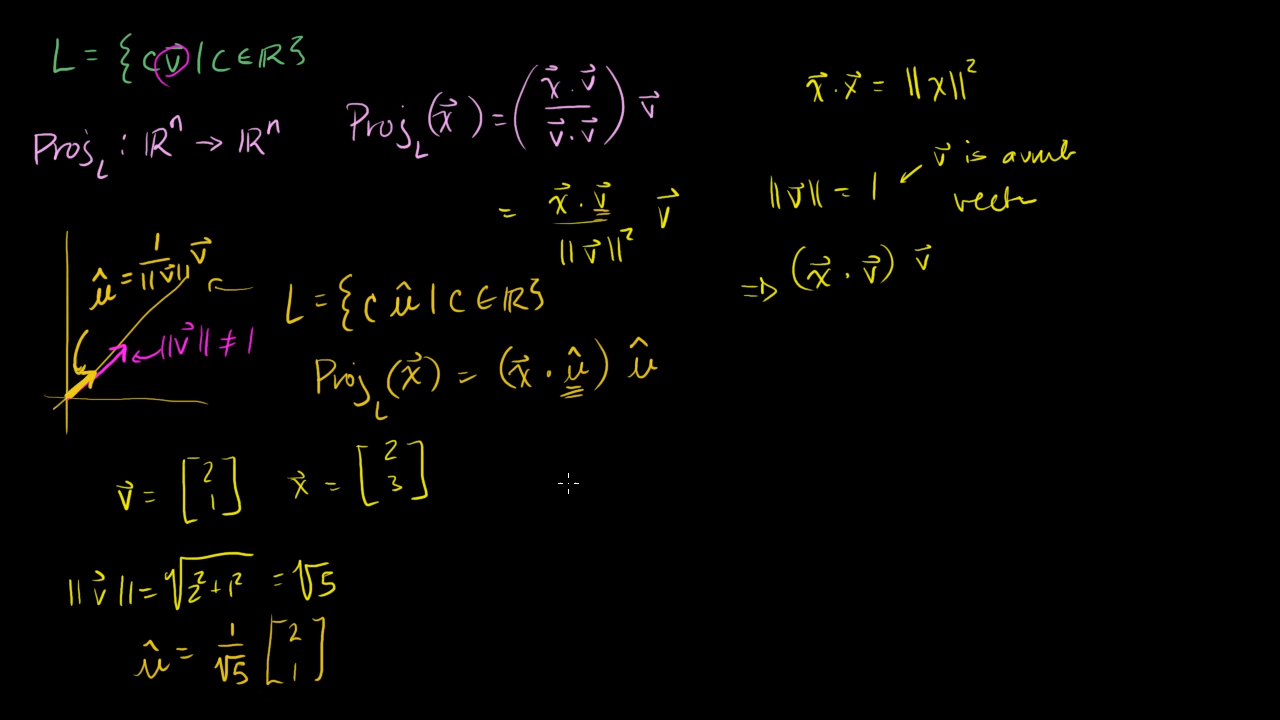 L = {c v⃗ | c ∈ ℝ}
Proj_L : ℝⁿ → ℝⁿ
Proj_L (x⃗) = ( x⃗ · v⃗ / v⃗ · v⃗ ) v⃗
= x⃗ · v⃗ / ||v⃗||² v⃗
x⃗ · x⃗ = ||x||²
||v⃗|| = 1 ← v⃗ is a unit
vector
⇒ (x⃗ · v⃗) v⃗
û = 1/||v⃗|| v⃗
||v⃗|| ≠ 1
L = {c û | c ∈ ℝ}
Proj_L (x⃗) = (x⃗ · û) û
v⃗ = [2 1] x⃗ = [2 3]
||v⃗|| = √(2² + 1²) = √5
û = 1/√5 [2 1]